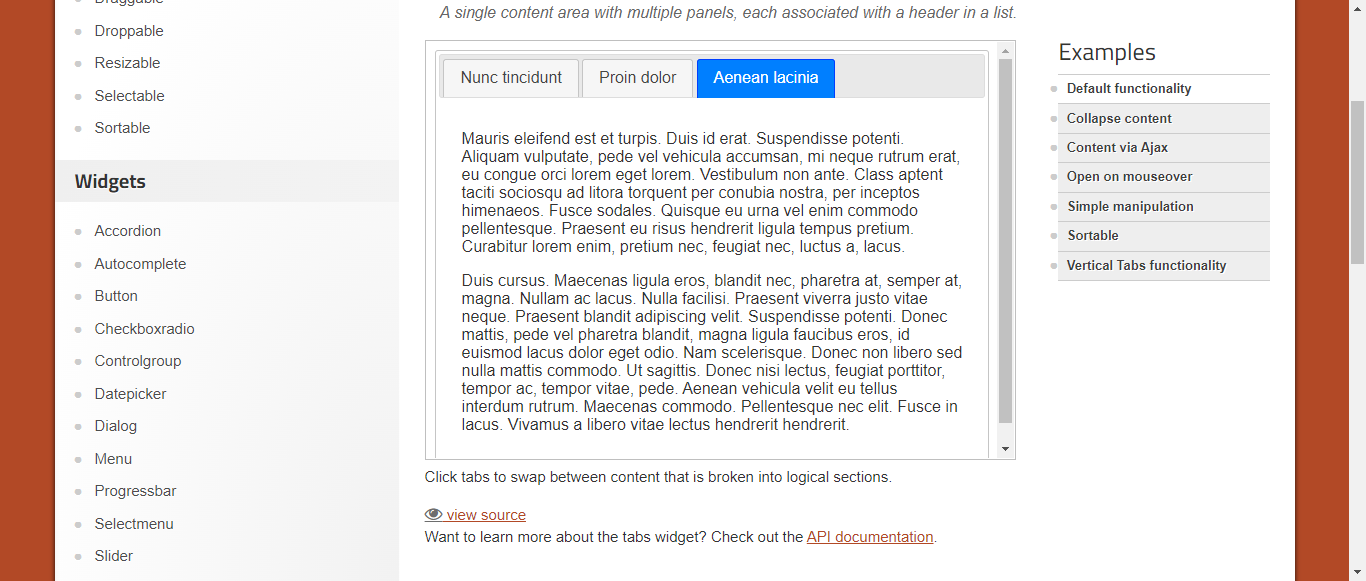 Draggable
Droppable
Resizable
Selectable
Sortable
Widgets
Accordion
Autocomplete
Button
Checkboxradio
Controlgroup
Datepicker
Dialog
Menu
Progressbar
Selectmenu
Slider
A single content area with multiple panels, each associated with a header in a list.
Nunc tincidunt
Proin dolor
Aenean lacinia
Mauris eleifend est et turpis. Duis id erat. Suspendisse potenti.
Aliquam vulputate, pede vel vehicula accumsan, mi neque rutrum erat,
eu congue orci lorem eget lorem. Vestibulum non ante. Class aptent
taciti sociosqu ad litora torquent per conubia nostra, per inceptos
himenaeos. Fusce sodales. Quisque eu urna vel enim commodo
pellentesque. Praesent eu risus hendrerit ligula tempus pretium.
Curabitur lorem enim, pretium nec, feugiat nec, luctus a, lacus.
Duis cursus. Maecenas ligula eros, blandit nec, pharetra at, semper at,
magna. Nullam ac lacus. Nulla facilisi. Praesent viverra justo vitae
neque. Praesent blandit adipiscing velit. Suspendisse potenti. Donec
mattis, pede vel pharetra blandit, magna ligula faucibus eros, id
euismod lacus dolor eget odio. Nam scelerisque. Donec non libero sed
nulla mattis commodo. Ut sagittis. Donec nisi lectus, feugiat porttitor,
tempor ac, tempor vitae, pede. Aenean vehicula velit eu tellus
interdum rutrum. Maecenas commodo. Pellentesque nec elit. Fusce in
lacus. Vivamus a libero vitae lectus hendrerit hendrerit.
Click tabs to swap between content that is broken into logical sections.
view source
Want to learn more about the tabs widget? Check out the API documentation.
Examples
Default functionality
Collapse content
Content via Ajax
Open on mouseover
Simple manipulation
Sortable
Vertical Tabs functionality